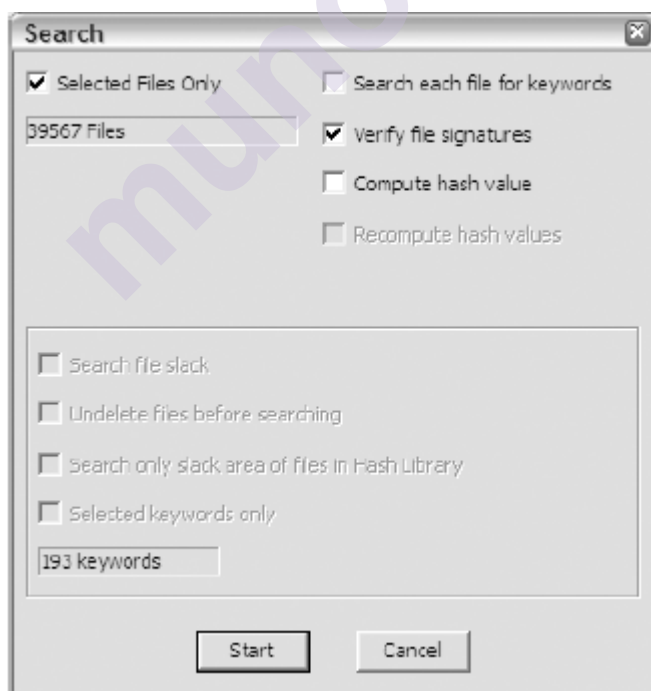 Search
Selected Files Only
Search each file for keywords
39567 Files
Verify file signatures
Compute hash value
Recompute hash values
Search file slack
Undelete files before searching
Search only slack area of files in Hash Library
Selected keywords only
193 keywords
Start
Cancel
muno